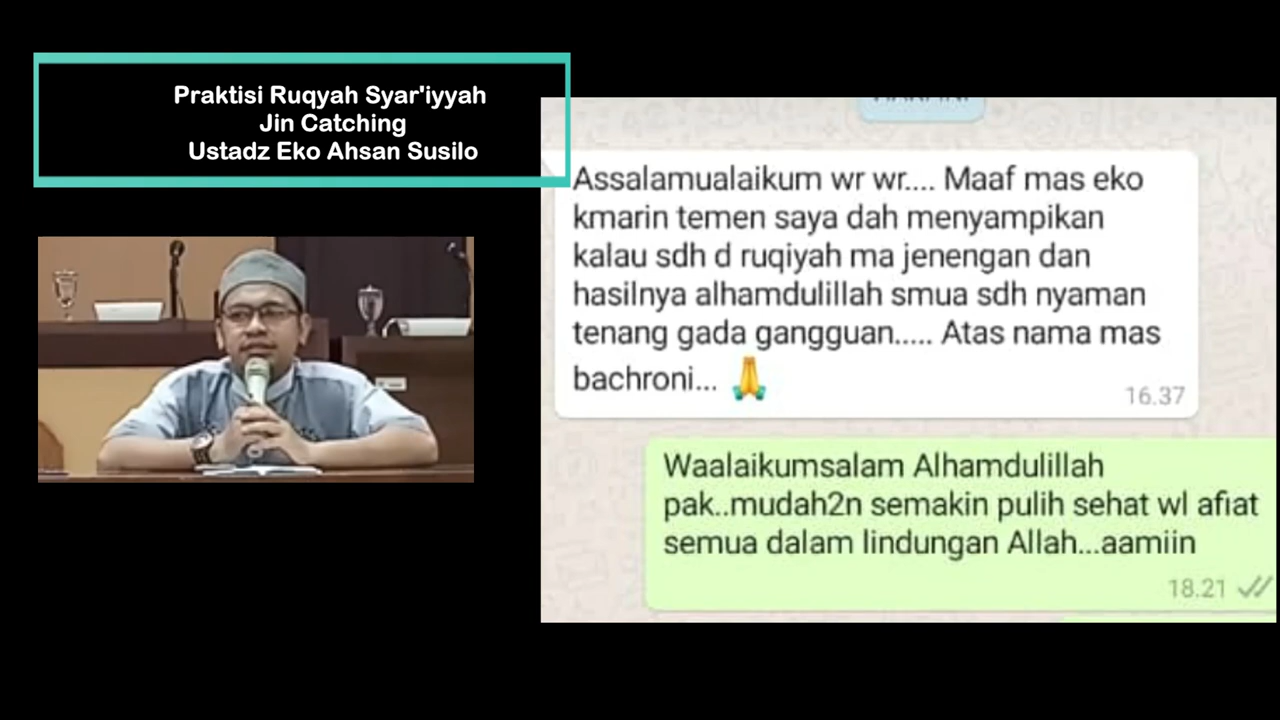 Praktisi Ruqyah Syar'iyyah
Jin Catching
Ustadz Eko Ahsan Susilo
Assalamualaikum wr wr.... Maaf mas eko
kmarin temen saya dah menyampikan
kalau sdh d ruqiyah ma jenengan dan
hasilnya alhamdulillah smua sdh nyaman
tenang gada gangguan..... Atas nama mas
bachroni... 🙏
16.37
Waalaikumsalam Alhamdulillah
pak..mudah2n semakin pulih sehat wl afiat
semua dalam lindungan Allah...aamiin
18.21